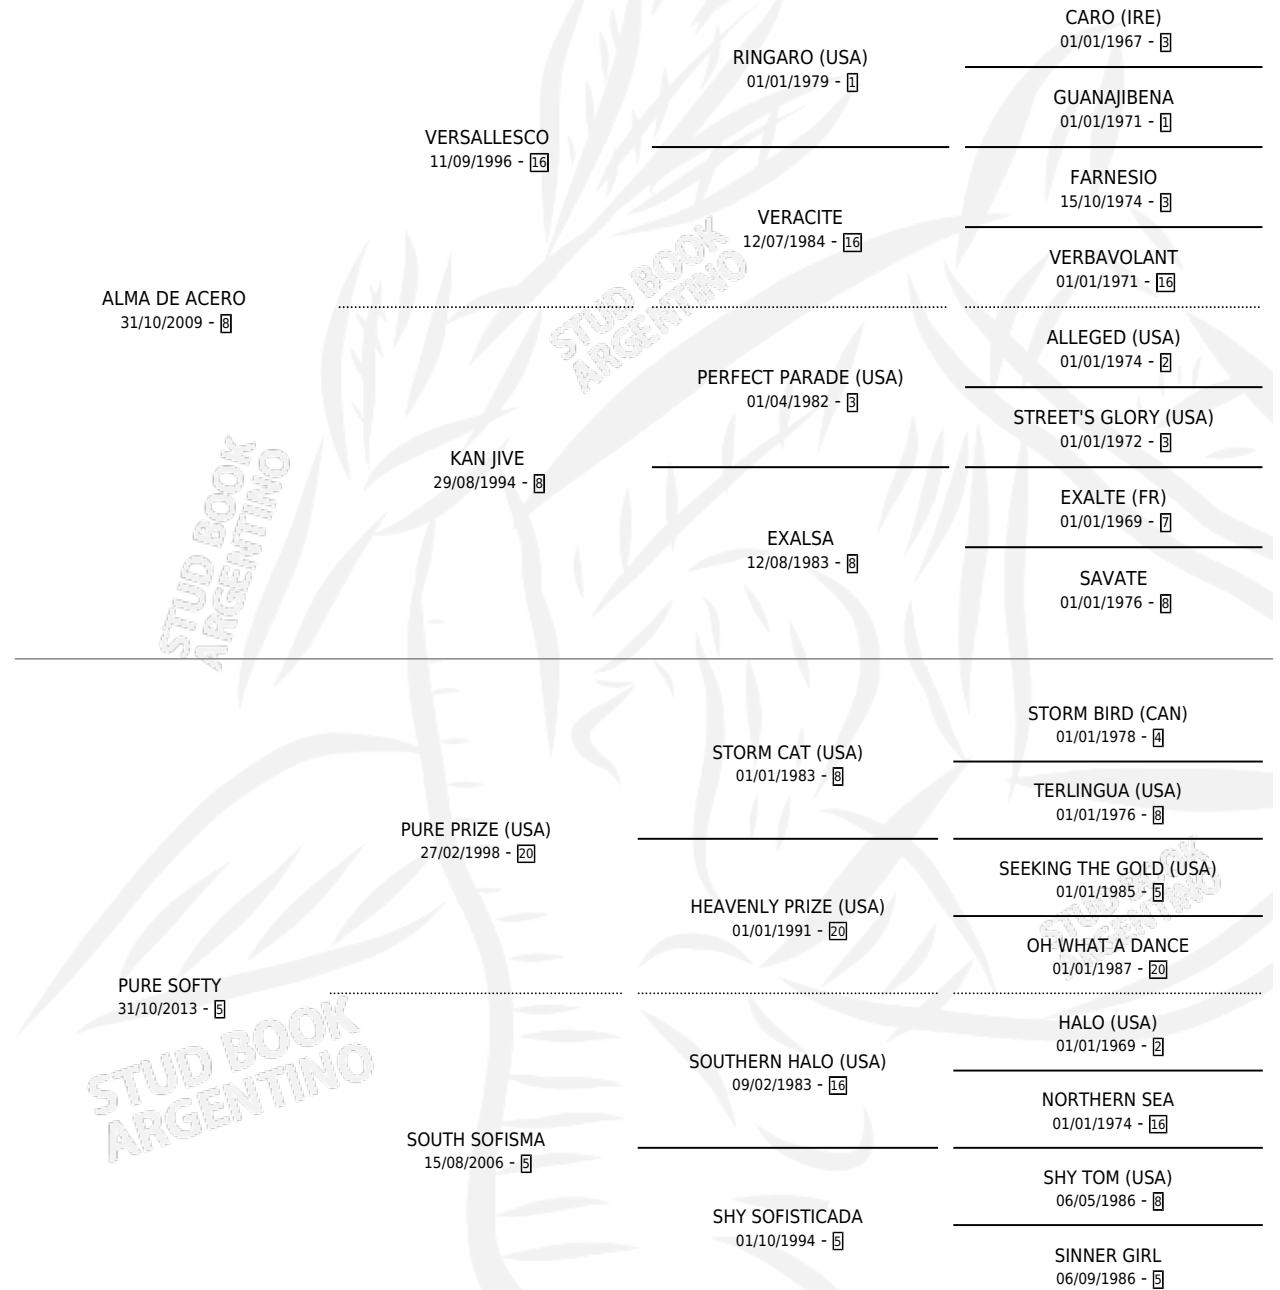 CARO (IRE)
01/01/1967 - 3
RINGARO (USA)
01/01/1979 - 1
GUANAJIBENA
01/01/1971 - 1
VERSALLESCO
11/09/1996 - 16
FARNESIO
15/10/1974 - 3
VERACITE
12/07/1984 - 16
VERBAVOLANT
01/01/1971 - 16
ALMA DE ACERO
31/10/2009 - 8
ALLEGED (USA)
01/01/1974 - 2
PERFECT PARADE (USA)
01/04/1982 - 3
STREET'S GLORY (USA)
01/01/1972 - 3
KAN JIVE
29/08/1994 - 8
EXALTE (FR)
01/01/1969 - 7
EXALSA
12/08/1983 - 8
SAVATE
01/01/1976 - 8
STUD BOOK
ARGENTINO
STUD BOOK
ARGENTINO
STORM BIRD (CAN)
01/01/1978 - 4
STORM CAT (USA)
01/01/1983 - 8
TERLINGUA (USA)
01/01/1976 - 8
PURE PRIZE (USA)
27/02/1998 - 20
SEEKING THE GOLD (USA)
01/01/1985 - 5
HEAVENLY PRIZE (USA)
01/01/1991 - 20
OH WHAT A DANCE
01/01/1987 - 20
PURE SOFTY
31/10/2013 - 5
HALO (USA)
01/01/1969 - 2
SOUTHERN HALO (USA)
09/02/1983 - 16
NORTHERN SEA
01/01/1974 - 16
SOUTH SOFISMA
15/08/2006 - 5
SHY TOM (USA)
06/05/1986 - 8
SHY SOFISTICADA
01/10/1994 - 5
SINNER GIRL
06/09/1986 - 5
STUD BOOK
ARGENTINO
STUD BOOK
ARGENTINO